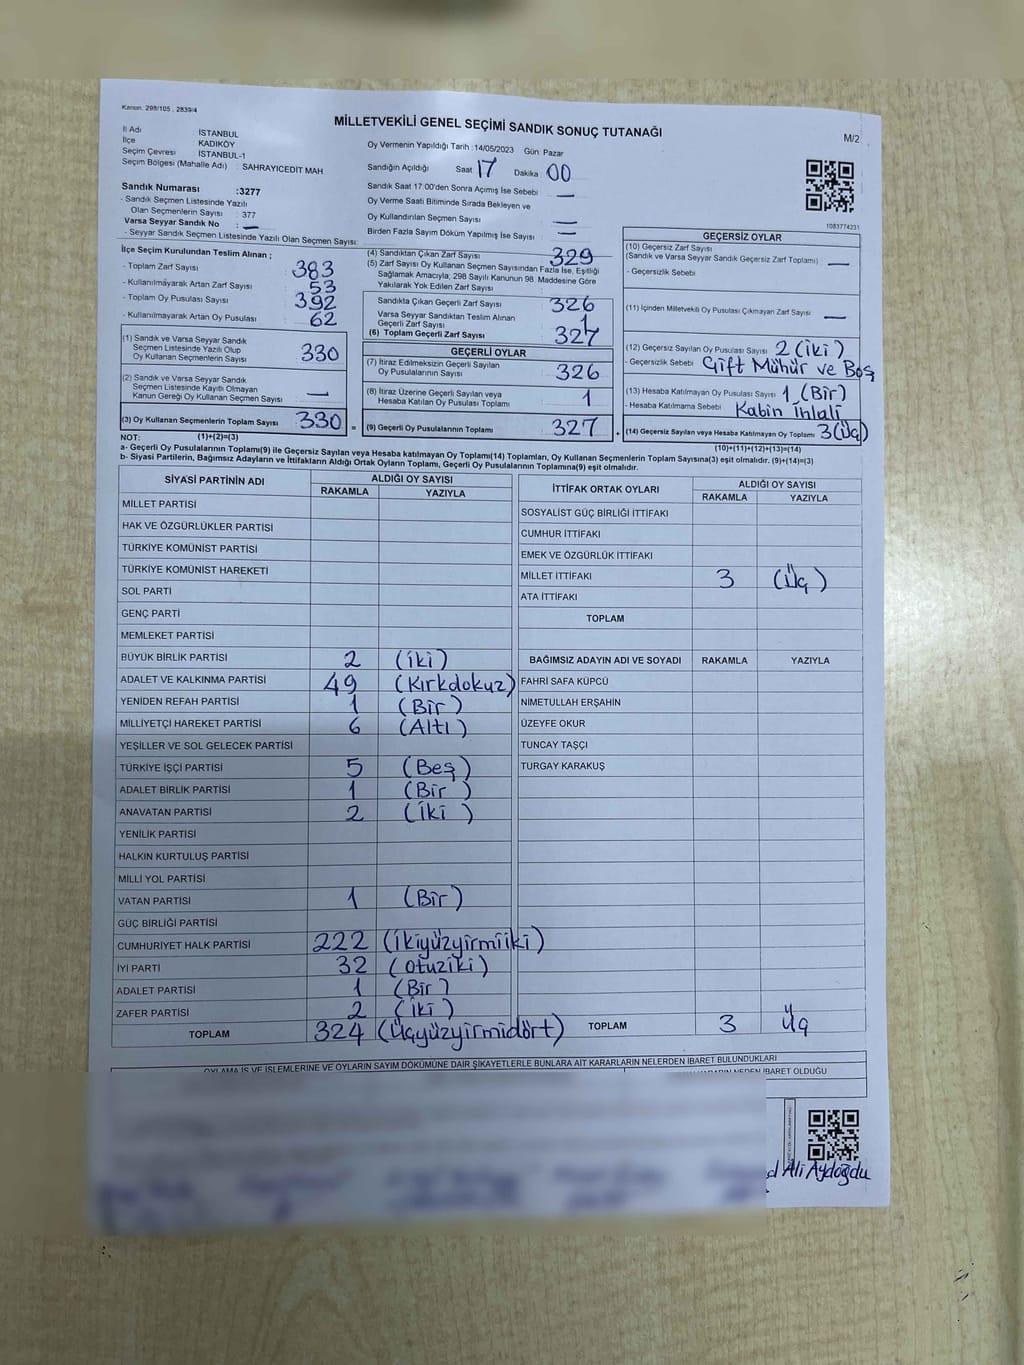 Kanun: 298/105 , 2839/4
MİLLETVEKİLİ GENEL SEÇİMİ SANDIK SONUÇ TUTANAĞI
M/2
İl Adı : İSTANBUL
İlçe KADIKÖY
Seçim Çevresi : İSTANBUL-1
Seçim Bölgesi (Mahalle Adı) : SAHRAYICEDİT MAH
Sandık Numarası :3277
- Sandık Seçmen Listesinde Yazılı
Olan Seçmenlerin Sayısı : 377
Varsa Seyyar Sandık No : —
- Seyyar Sandık Seçmen Listesinde Yazılı Olan Seçmen Sayısı:
Oy Vermenin Yapıldığı Tarih :14/05/2023 Gün: Pazar
Sandığın Açıldığı Saat : 17 Dakika : 00
Sandık Saat 17:00'den Sonra Açımış İse Sebebi : —
Oy Verme Saati Bitiminde Sırada Bekleyen ve
Oy Kullandırılan Seçmen Sayısı : —
Birden Fazla Sayım Döküm Yapılmış İse Sayısı : —
1083774231
İlçe Seçim Kurulundan Teslim Alınan ;
- Toplam Zarf Sayısı : 383
- Kullanılmayarak Artan Zarf Sayısı : 53
- Toplam Oy Pusulası Sayısı : 392
- Kullanılmayarak Artan Oy Pusulası : 62
(1) Sandık ve Varsa Seyyar Sandık
Seçmen Listesinde Yazılı Olup
Oy Kullanan Seçmenlerin Sayısı : 330
(2) Sandık ve Varsa Seyyar Sandık
Seçmen Listesinde Kayıtlı Olmayan
Kanun Gereği Oy Kullanan Seçmen Sayısı : —
(3) Oy Kullanan Seçmenlerin Toplam Sayısı : 330 =
(4) Sandıktan Çıkan Zarf Sayısı : 329
(5) Zarf Sayısı Oy Kullanan Seçmen Sayısından Fazla İse, Eşitliği
Sağlamak Amacıyla; 298 Sayılı Kanunun 98. Maddesine Göre
Yakılarak Yok Edilen Zarf Sayısı :
Sandıkta Çıkan Geçerli Zarf Sayısı : 326
Varsa Seyyar Sandıktan Teslim Alınan
Geçerli Zarf Sayısı : 1
(6) Toplam Geçerli Zarf Sayısı : 327
GEÇERLİ OYLAR
(7) İtiraz Edilmeksizin Geçerli Sayılan
Oy Pusulalarının Sayısı : 326
(8) İtiraz Üzerine Geçerli Sayılan veya
Hesaba Katılan Oy Pusulası Toplamı : 1
(9) Geçerli Oy Pusulalarının Toplamı : 327 +
GEÇERSİZ OYLAR
(10) Geçersiz Zarf Sayısı
(Sandık ve Varsa Seyyar Sandık Geçersiz Zarf Toplamı) : —
- Geçersizlik Sebebi :
(11) İçinden Milletvekili Oy Pusulası Çıkmayan Zarf Sayısı : —
(12) Geçersiz Sayılan Oy Pusulası Sayısı : 2 (iki)
- Geçersizlik Sebebi : Çift Mühür ve Boş
(13) Hesaba Katılmayan Oy Pusulası Sayısı : 1 (Bir)
- Hesaba Katılmama Sebebi : Kabin ihlali
(14) Geçersiz Sayılan veya Hesaba Katılmayan Oy Toplamı : 3 (Üç)
NOT: (1)+(2)=(3)
(10)+(11)+(12)+(13)=(14)
a- Geçerli Oy Pusulaları Toplamı(9) ile Geçersiz Sayılan veya Hesaba katılmayan Oy Toplamı(14) Toplamları, Oy Kullanan Seçmenlerin Toplam Sayısına(3) eşit olmalıdır. (9)+(14)=(3)
b- Siyasi Partilerin, Bağımsız Adayların ve İttifakların Aldığı Ortak Oyların Toplamı, Geçerli Oy Pusulalarının Toplamına(9) eşit olmalıdır.
SİYASİ PARTİNİN ADI ALDIĞI OY SAYISI
RAKAMLA YAZIYLA
MİLLET PARTİSİ
HAK VE ÖZGÜRLÜKLER PARTİSİ
TÜRKİYE KOMÜNİST PARTİSİ
TÜRKİYE KOMÜNİST HAREKETİ
SOL PARTİ
GENÇ PARTİ
MEMLEKET PARTİSİ
BÜYÜK BİRLİK PARTİSİ 2 (iki)
ADALET VE KALKINMA PARTİSİ 49 (Kırkdokuz)
YENİDEN REFAH PARTİSİ 1 (Bir)
MİLLİYETÇİ HAREKET PARTİSİ 6 (Altı)
YEŞİLLER VE SOL GELECEK PARTİSİ
TÜRKİYE İŞÇİ PARTİSİ 5 (Beş)
ADALET BİRLİK PARTİSİ 1 (Bir)
ANAVATAN PARTİSİ 2 (iki)
YENİLİK PARTİSİ
HALKIN KURTULUŞ PARTİSİ
MİLLİ YOL PARTİSİ
VATAN PARTİSİ 1 (Bir)
GÜÇ BİRLİĞİ PARTİSİ
CUMHURİYET HALK PARTİSİ 222 (ikiyüzyirmiiki)
İYİ PARTİ 32 (otuziki)
ADALET PARTİSİ 1 (Bir)
ZAFER PARTİSİ 2 (iki)
TOPLAM 324 (Üçyüzyirmidört)
İTTİFAK ORTAK OYLARI ALDIĞI OY SAYISI
RAKAMLA YAZIYLA
SOSYALİST GÜÇ BİRLİĞİ İTTİFAKI
CUMHUR İTTİFAKI
EMEK VE ÖZGÜRLÜK İTTİFAKI
MİLLET İTTİFAKI 3 (Üç)
ATA İTTİFAKI
TOPLAM
BAĞIMSIZ ADAYIN ADI VE SOYADI RAKAMLA YAZIYLA
FAHRİ SAFA KÜPCÜ
NİMETULLAH ERŞAHİN
ÜZEYFE OKUR
TUNCAY TAŞÇI
TURGAY KARAKUŞ
TOPLAM 3 Üç
OYLAMA İŞ VE İŞLEMLERİNE VE OYLARIN SAYIM DÖKÜMÜNE DAİR ŞİKAYETLERLE BUNLARA AİT KARARLARIN NELERDEN İBARET BULUNDUKLARI
NEDEN İBARET OLDUĞU
d Ali Aydoğdu